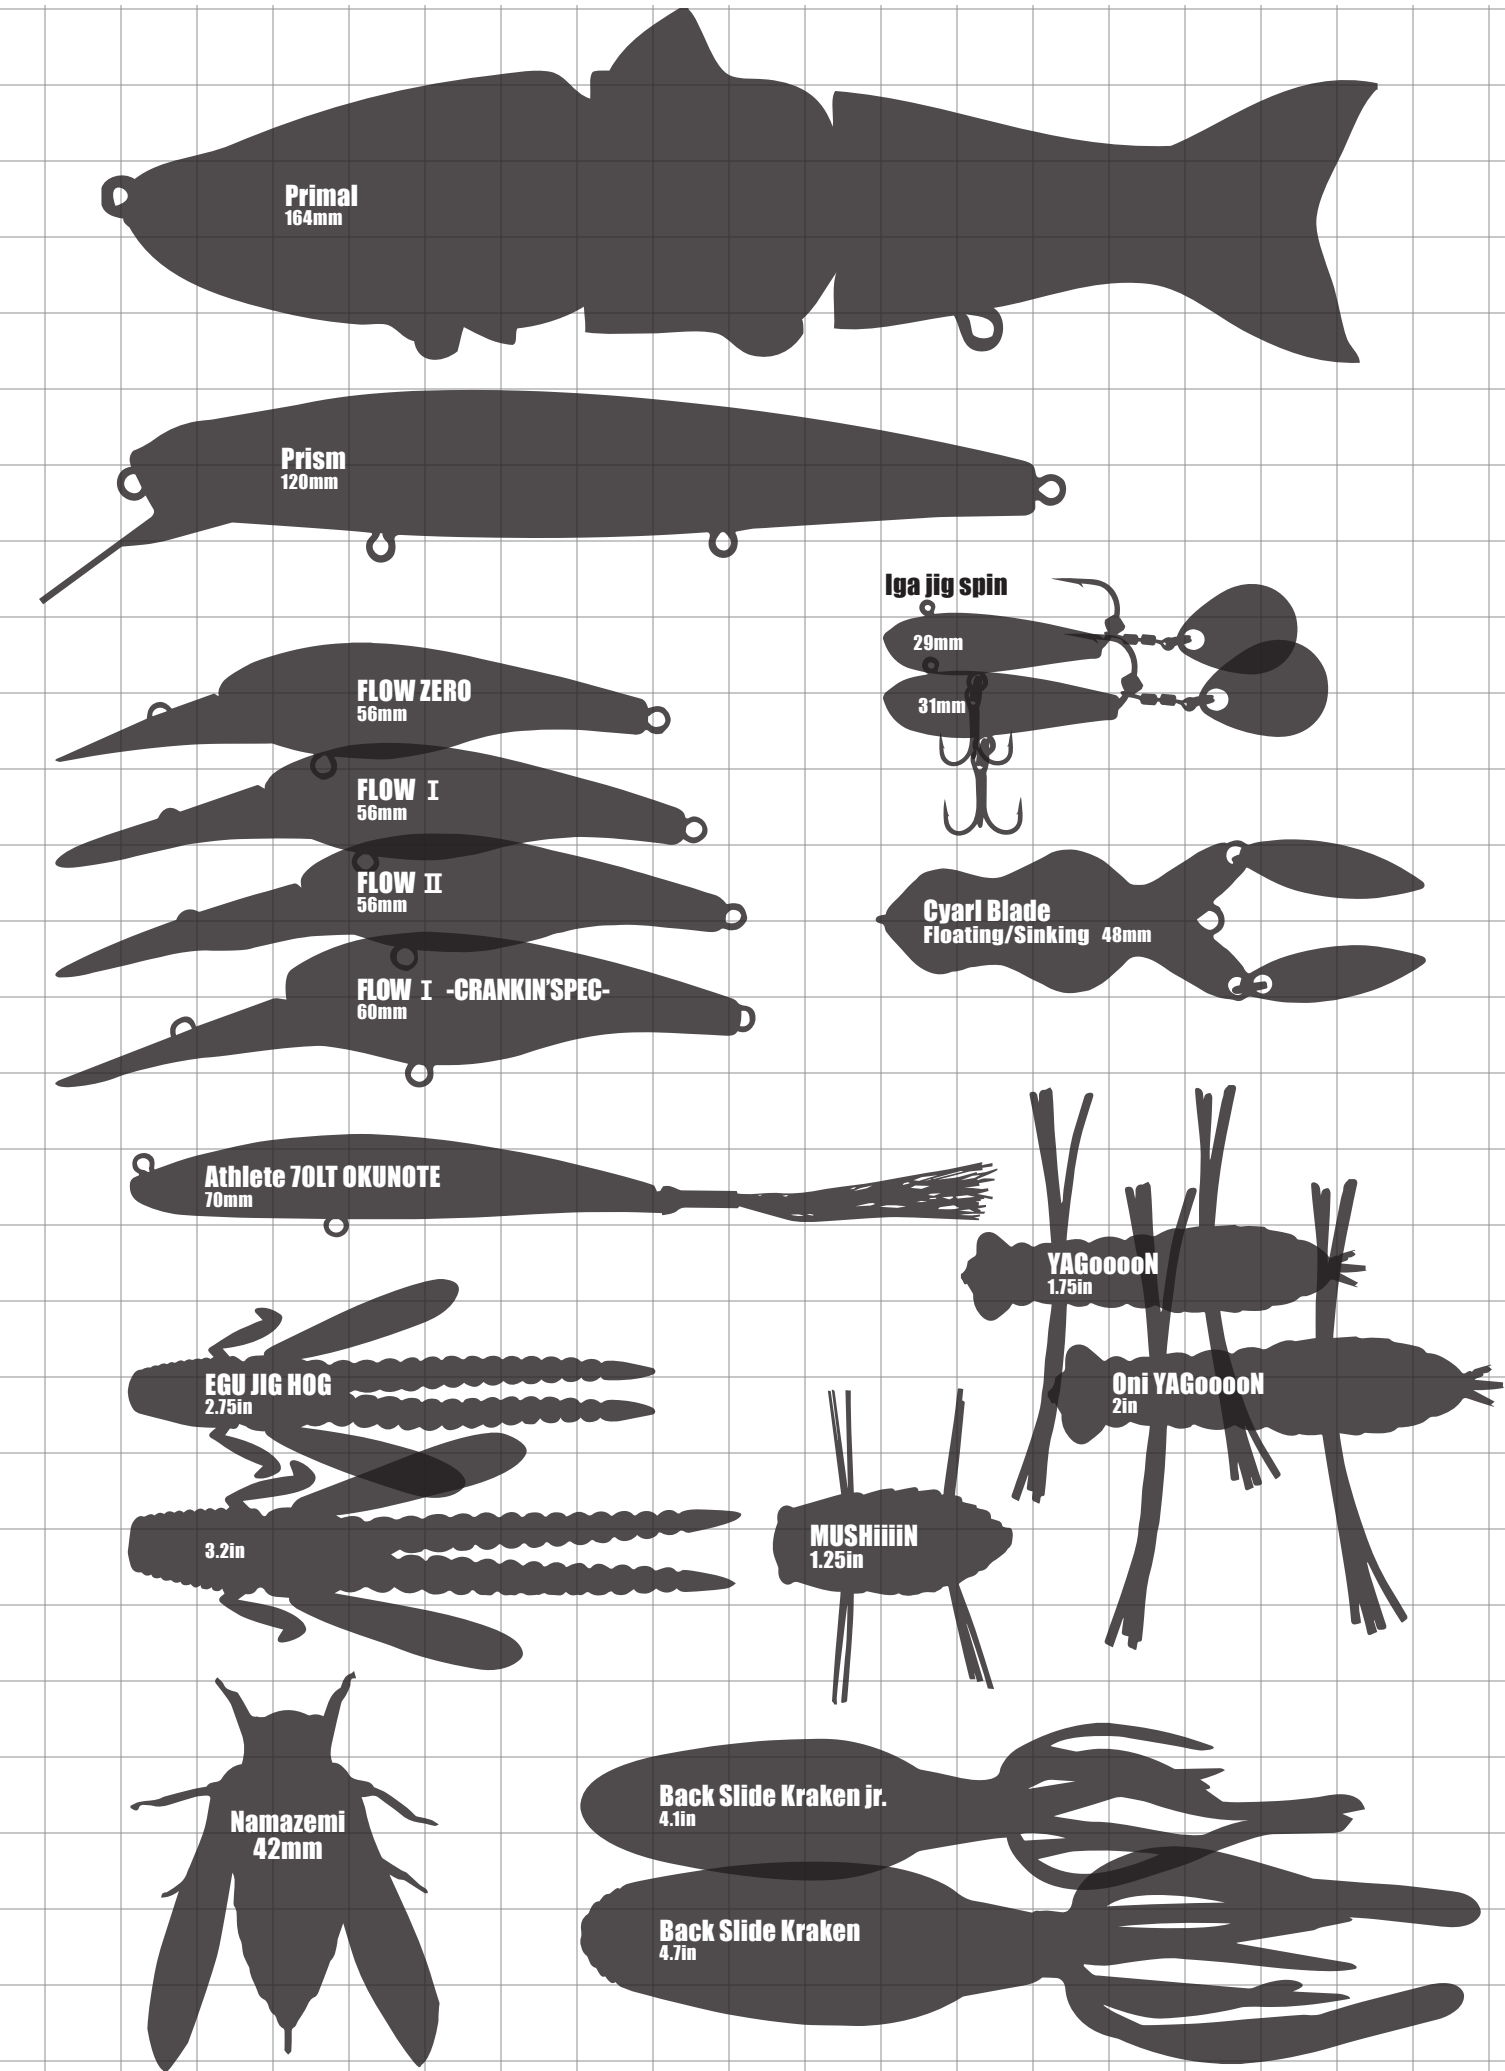 Primal
164mm
Prism
120mm
Iga jig spin
29mm
31mm
FLOW ZERO
56mm
FLOW Ⅰ
56mm
FLOW Ⅱ
56mm
FLOW Ⅰ -CRANKIN'SPEC-
60mm
Cyarl Blade
Floating/Sinking 48mm
Athlete 70LT OKUNOTE
70mm
YAGooooN
1.75in
EGU JIG HOG
2.75in
Oni YAGooooN
2in
3.2in
MUSHiiiiN
1.25in
Namazemi
42mm
Back Slide Kraken jr.
4.1in
Back Slide Kraken
4.7in